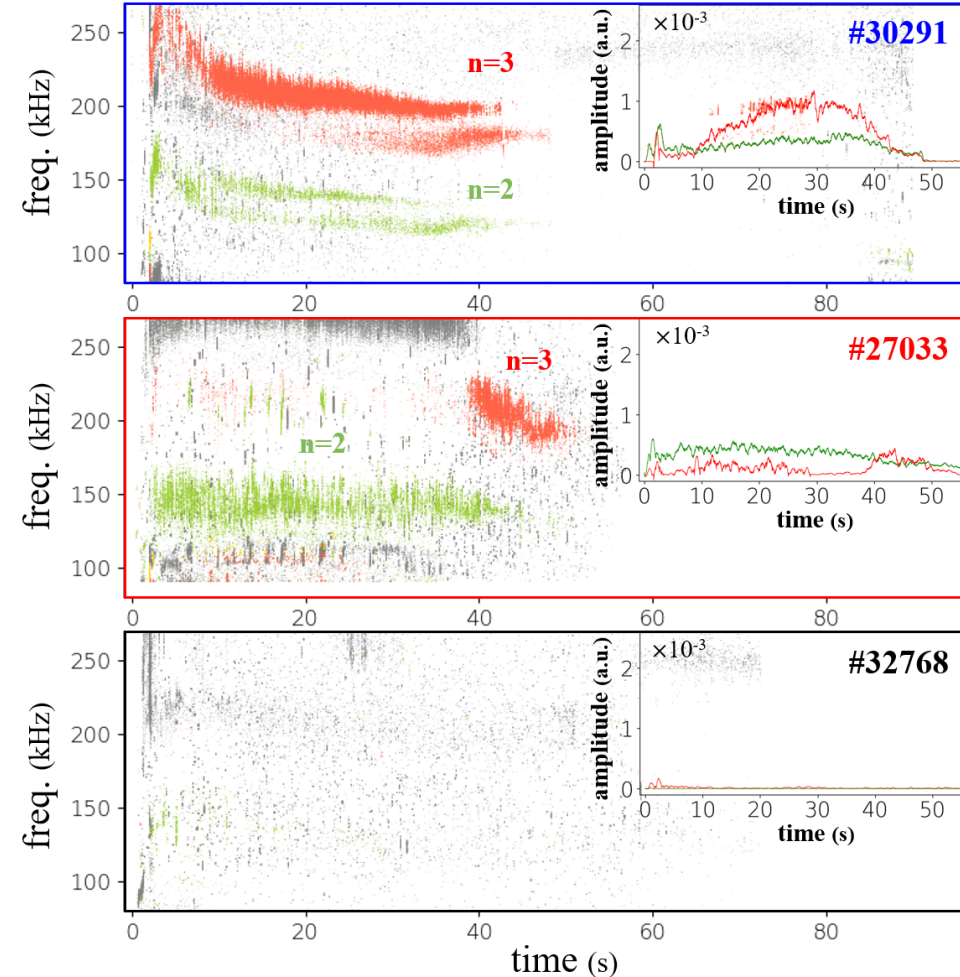 #30291
×10⁻³
250
200
150
100
freq. (kHz)
n=3
n=2
amplitude (a.u.)
2
1
0
0 10 20 30 40 50
time (s)
0 20 40 60 80
#27033
×10⁻³
250
200
150
100
freq. (kHz)
n=3
n=2
amplitude (a.u.)
2
1
0
0 10 20 30 40 50
time (s)
0 20 40 60 80
#32768
×10⁻³
250
200
150
100
freq. (kHz)
amplitude (a.u.)
2
1
0
0 10 20 30 40 50
time (s)
0 20 40 60 80
time (s)